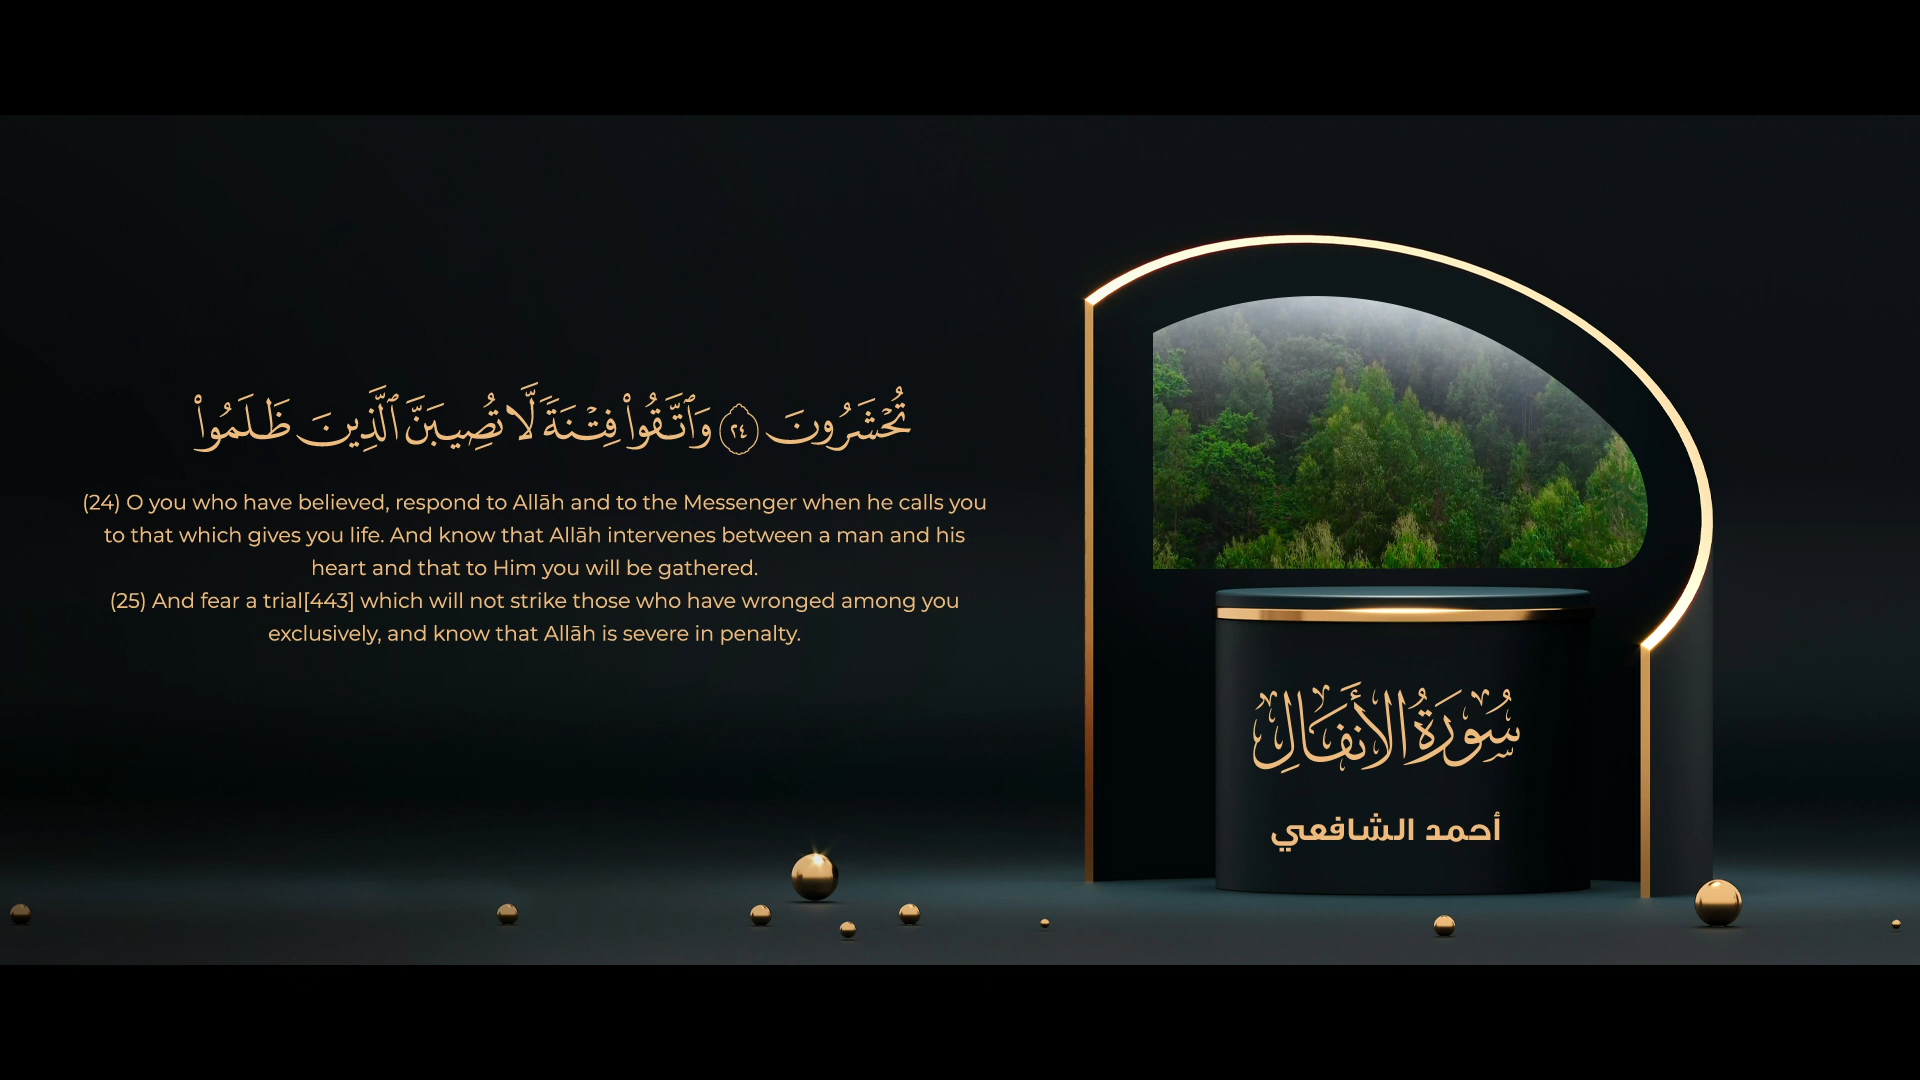 تُحۡشَرُونَ ٢٤ وَٱتَّقُواْ فِتۡنَةٗ لَّا تُصِيبَنَّ ٱلَّذِينَ ظَلَمُواْ
(24) O you who have believed, respond to Allāh and to the Messenger when he calls you
to that which gives you life. And know that Allāh intervenes between a man and his
heart and that to Him you will be gathered.
(25) And fear a trial[443] which will not strike those who have wronged among you
exclusively, and know that Allāh is severe in penalty.
سُورَةُ الأَنفَالِ
أحمد الشافعي